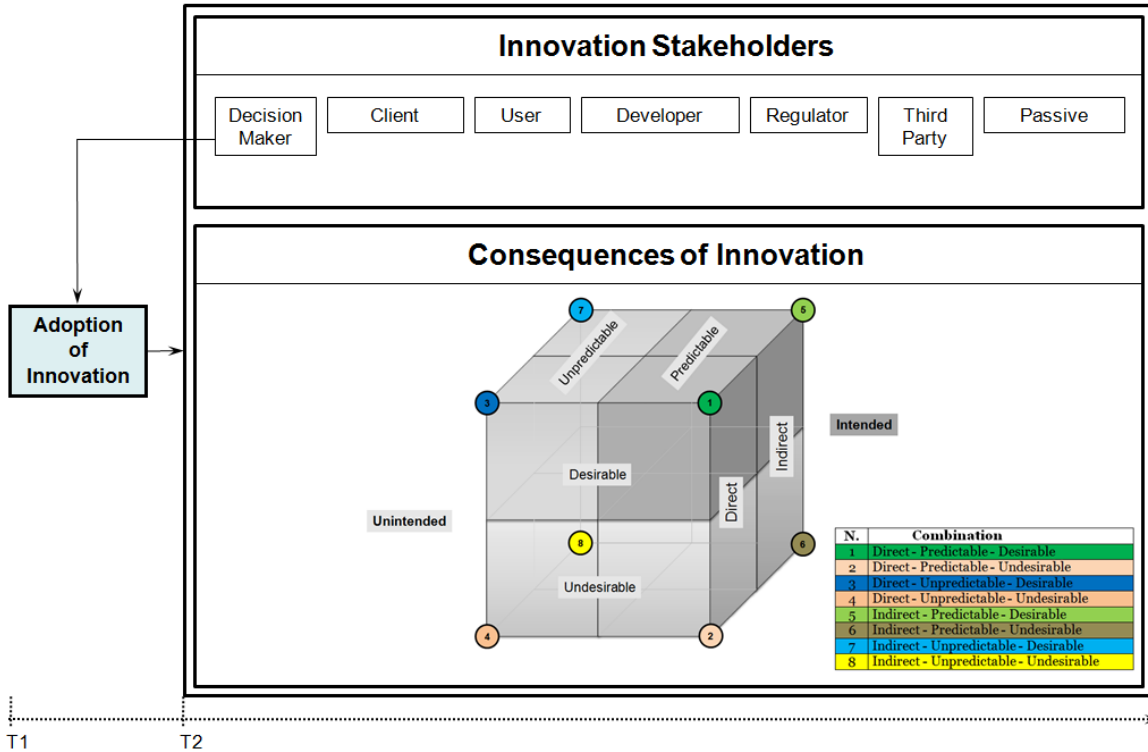 Innovation Stakeholders
Decision
Maker
Client
User
Developer
Regulator
Third
Party
Passive
Consequences of Innovation
Adoption
of
Innovation
7
5
Unpredictable
Predictable
3
1
Intended
Indirect
Desirable
Direct
Unintended
8
6
Undesirable
4
2
N. Combination
1 Direct - Predictable - Desirable
2 Direct - Predictable - Undesirable
3 Direct - Unpredictable - Desirable
4 Direct - Unpredictable - Undesirable
5 Indirect - Predictable - Desirable
6 Indirect - Predictable - Undesirable
7 Indirect - Unpredictable - Desirable
8 Indirect - Unpredictable - Undesirable
T1
T2